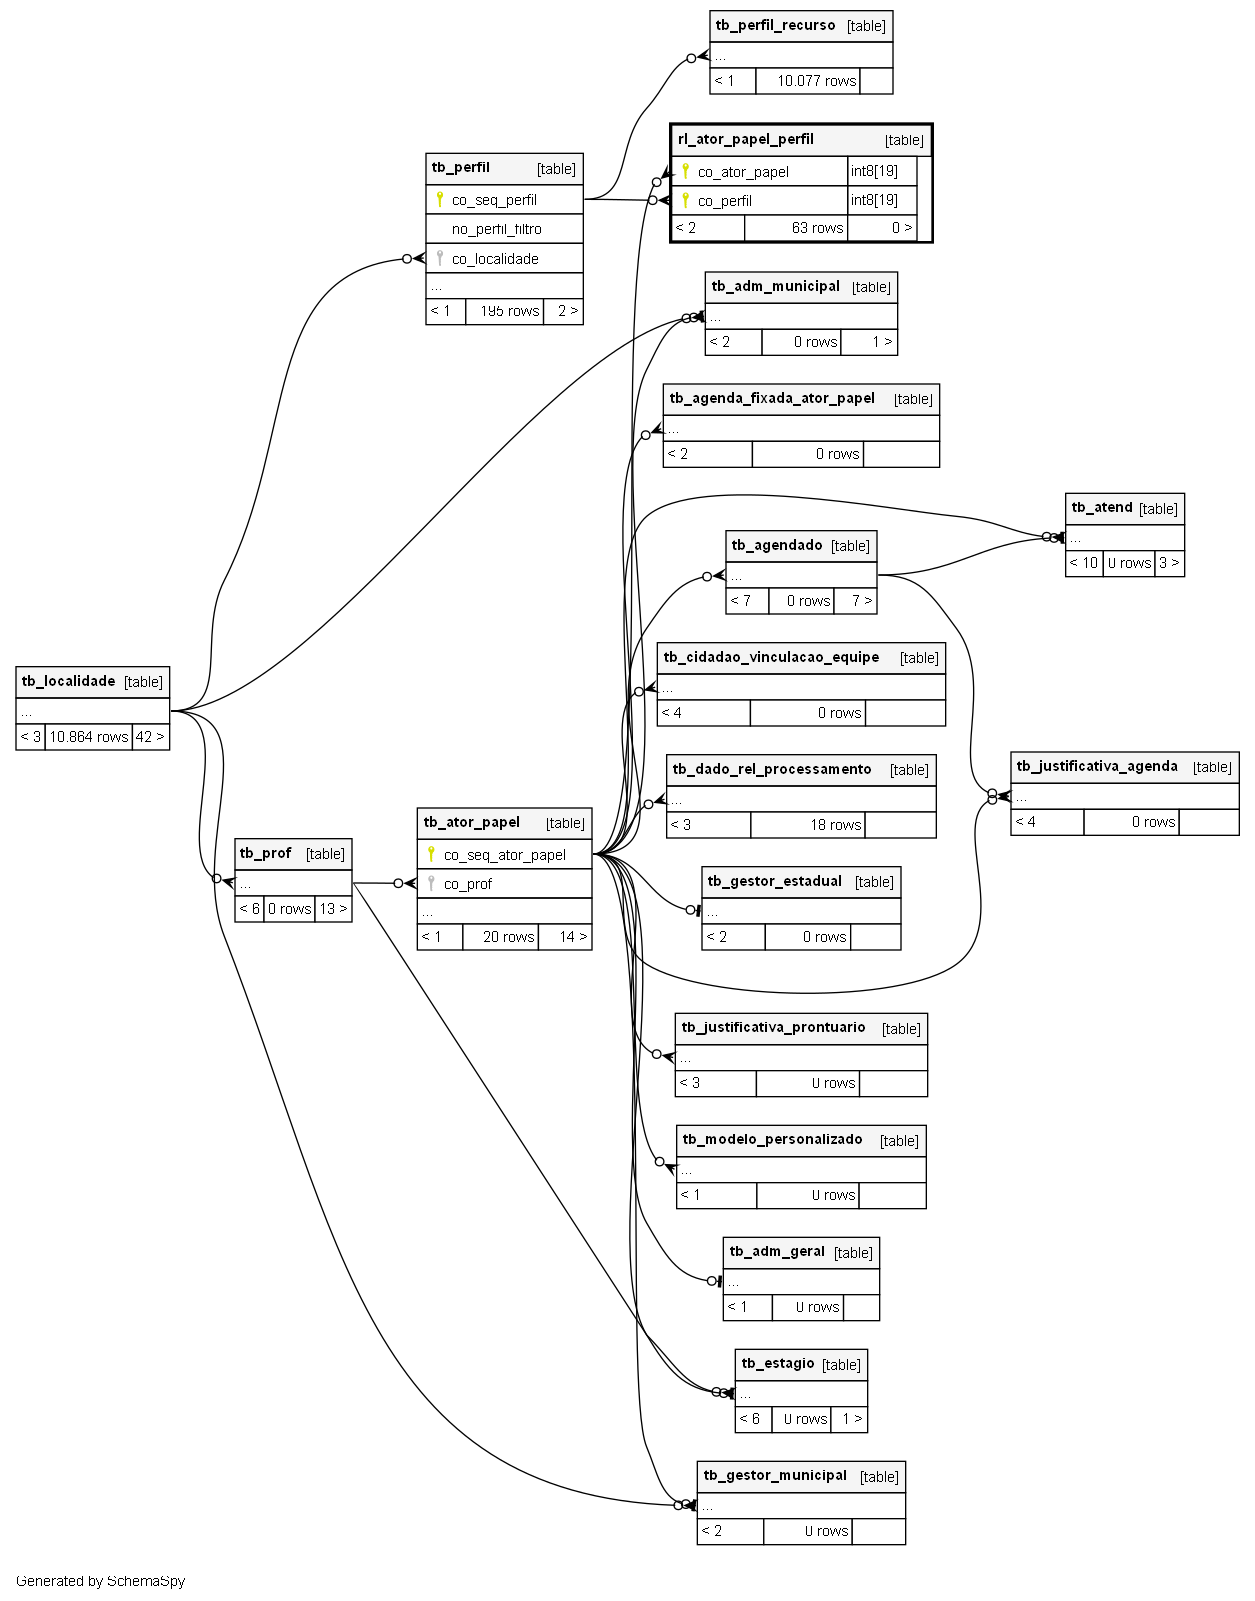 tb_perfil_recurso [table]
...
< 1 10.077 rows
rl_ator_papel_perfil [table]
co_ator_papel int8[19]
co_perfil int8[19]
< 2 63 rows 0 >
tb_perfil [table]
co_seq_perfil
no_perfil_filtro
co_localidade
...
< 1 195 rows 2 >
tb_adm_municipal [table]
...
< 2 0 rows 1 >
tb_agenda_fixada_ator_papel [table]
...
< 2 0 rows
tb_atend [table]
...
< 10 0 rows 3 >
tb_agendado [table]
...
< 7 0 rows 7 >
tb_cidadao_vinculacao_equipe [table]
...
< 4 0 rows
tb_localidade [table]
...
< 3 10.864 rows 42 >
tb_dado_rel_processamento [table]
...
< 3 18 rows
tb_justificativa_agenda [table]
...
< 4 0 rows
tb_prof [table]
...
< 6 0 rows 13 >
tb_ator_papel [table]
co_seq_ator_papel
co_prof
...
< 1 20 rows 14 >
tb_gestor_estadual [table]
...
< 2 0 rows
tb_justificativa_prontuario [table]
...
< 3 0 rows
tb_modelo_personalizado [table]
...
< 1 0 rows
tb_adm_geral [table]
...
< 1 0 rows
tb_estagio [table]
...
< 6 0 rows 1 >
tb_gestor_municipal [table]
...
< 2 0 rows
Generated by SchemaSpy